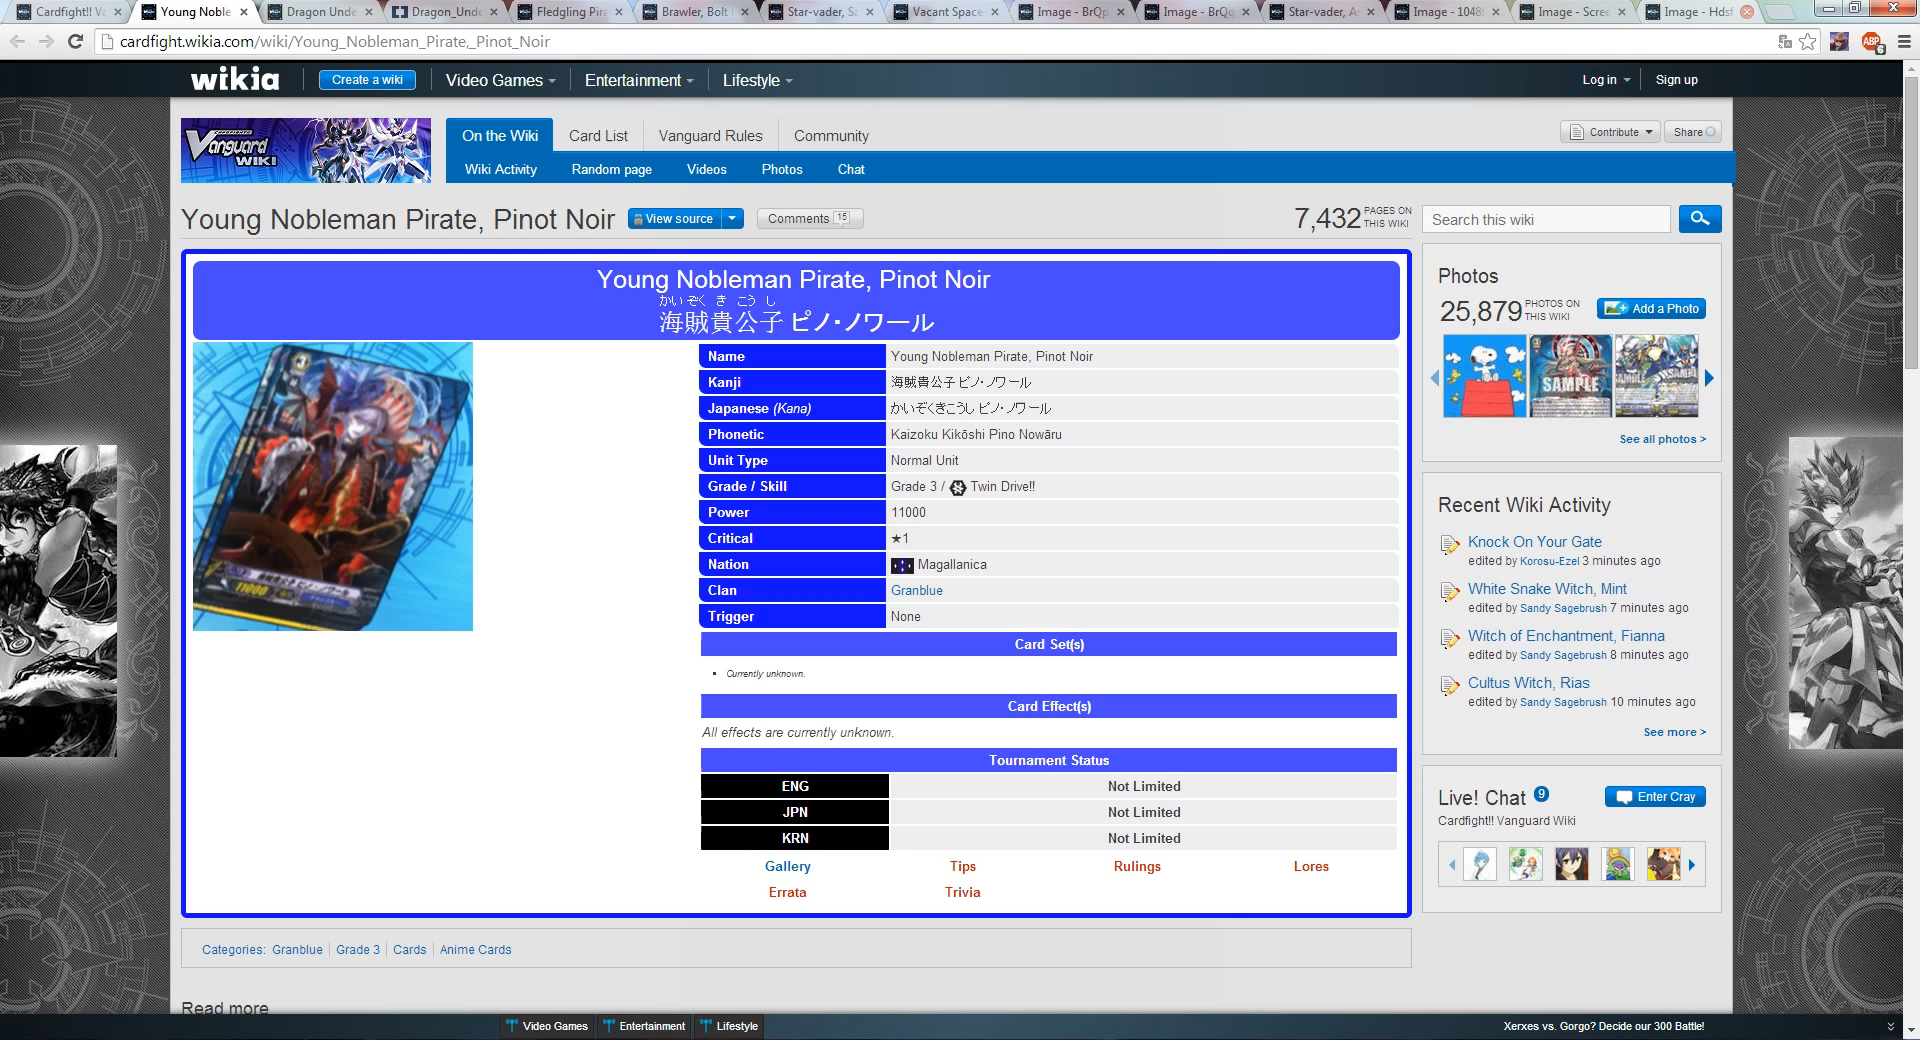 Cardfight!! Va
Young Noble
Dragon Unde
Dragon_Unde
Fledgling Pira
Brawler, Bolt
Star-vader, Sa
Vacant Space
Image - BrQp
Image - BrQq
Star-vader, A
Image - 1048
Image - Scree
Image - Hdsf
cardfight.wikia.com/wiki/Young_Nobleman_Pirate,_Pinot_Noir
ABP 6
wikia
Create a wiki
Video Games
Entertainment
Lifestyle
Log in
Sign up
CARDFIGHT!! Vanguard WIKI
On the Wiki
Card List
Vanguard Rules
Community
Contribute
Share
Wiki Activity
Random page
Videos
Photos
Chat
Young Nobleman Pirate, Pinot Noir
View source
Comments 15
7,432 PAGES ON THIS WIKI
Search this wiki
Young Nobleman Pirate, Pinot Noir
かいぞく き こう し
海賊貴公子 ピノ・ノワール
11000
Name Young Nobleman Pirate, Pinot Noir
Kanji 海賊貴公子 ピノ・ノワール
Japanese (Kana) かいぞくきこうし ピノ・ノワール
Phonetic Kaizoku Kikōshi Pino Nowāru
Unit Type Normal Unit
Grade / Skill Grade 3 / Twin Drive!!
Power 11000
Critical ★1
Nation Magallanica
Clan Granblue
Trigger None
Card Set(s)
▪ Currently unknown.
Card Effect(s)
All effects are currently unknown.
Tournament Status
ENG Not Limited
JPN Not Limited
KRN Not Limited
Gallery Tips Rulings Lores
Errata Trivia
Categories: Granblue Grade 3 Cards Anime Cards
Read more
Photos
25,879 PHOTOS ON THIS WIKI
Add a Photo
SAMPLE
SAMPLE
See all photos >
Recent Wiki Activity
Knock On Your Gate
edited by Korosu-Ezel 3 minutes ago
White Snake Witch, Mint
edited by Sandy Sagebrush 7 minutes ago
Witch of Enchantment, Fianna
edited by Sandy Sagebrush 8 minutes ago
Cultus Witch, Rias
edited by Sandy Sagebrush 10 minutes ago
See more >
Live! Chat 9
Enter Cray
Cardfight!! Vanguard Wiki
Video Games
Entertainment
Lifestyle
Xerxes vs. Gorgo? Decide our 300 Battle!